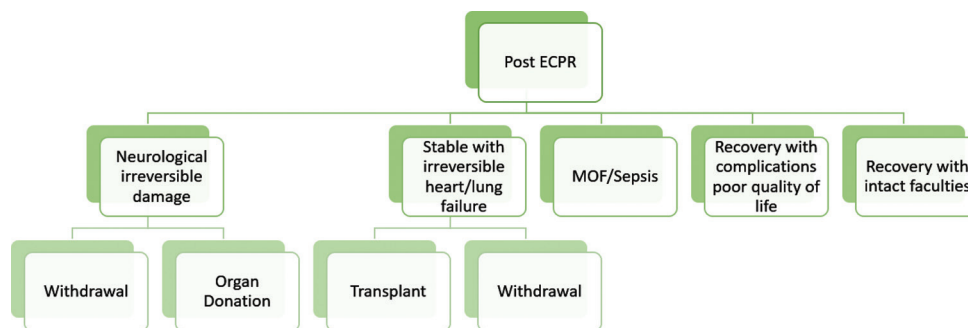 Post ECPR
Neurological
irreversible
damage
Stable with
irreversible
heart/lung
failure
MOF/Sepsis
Recovery with
complications
poor quality of
life
Recovery with
intact faculties
Withdrawal
Organ
Donation
Transplant
Withdrawal